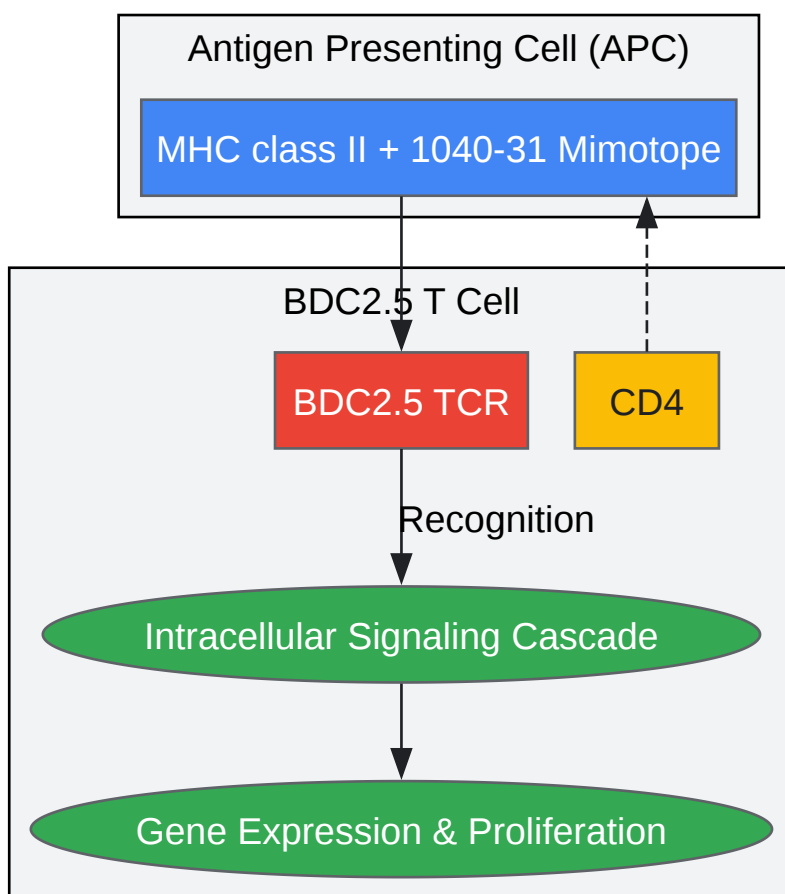 Antigen Presenting Cell (APC)
MHC class II + 1040-31 Mimotope
BDC2.5 T Cell
BDC2.5 TCR
CD4
Recognition
Intracellular Signaling Cascade
Gene Expression & Proliferation